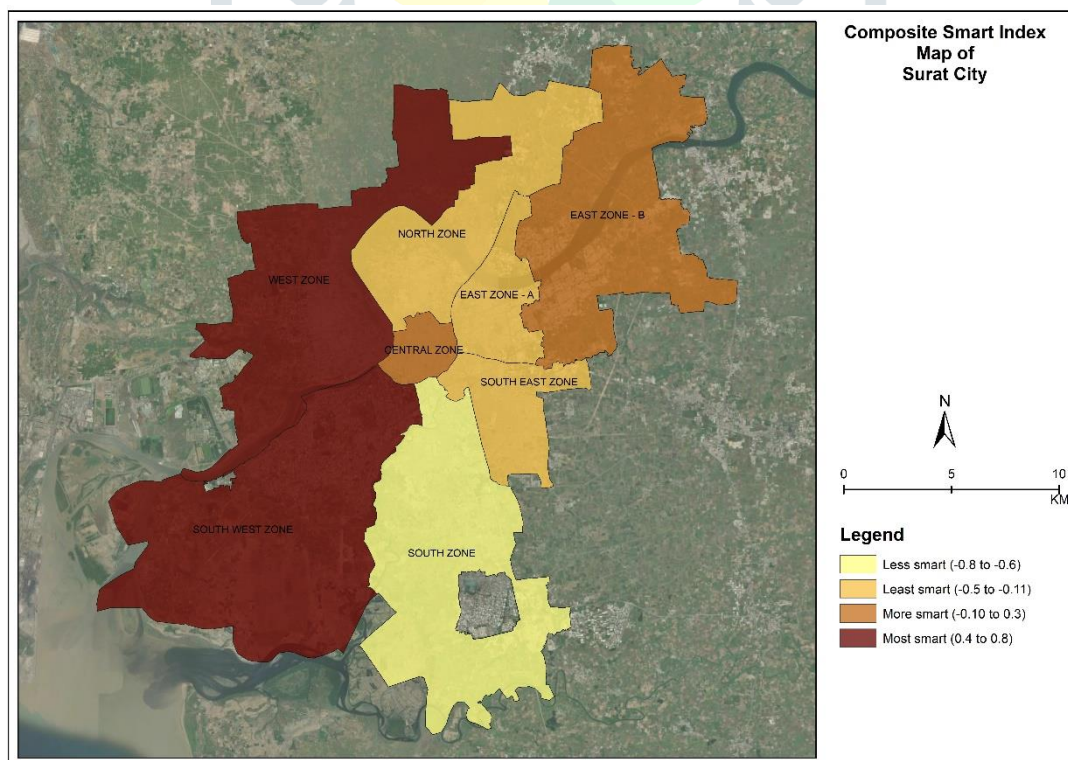 Composite Smart Index
Map of
Surat City
EAST ZONE - B
NORTH ZONE
WEST ZONE
EAST ZONE - A
CENTRAL ZONE
SOUTH EAST ZONE
SOUTH WEST ZONE
SOUTH ZONE
N
0 5 10
KM
Legend
Less smart (-0.8 to -0.6)
Least smart (-0.5 to -0.11)
More smart (-0.10 to 0.3)
Most smart (0.4 to 0.8)